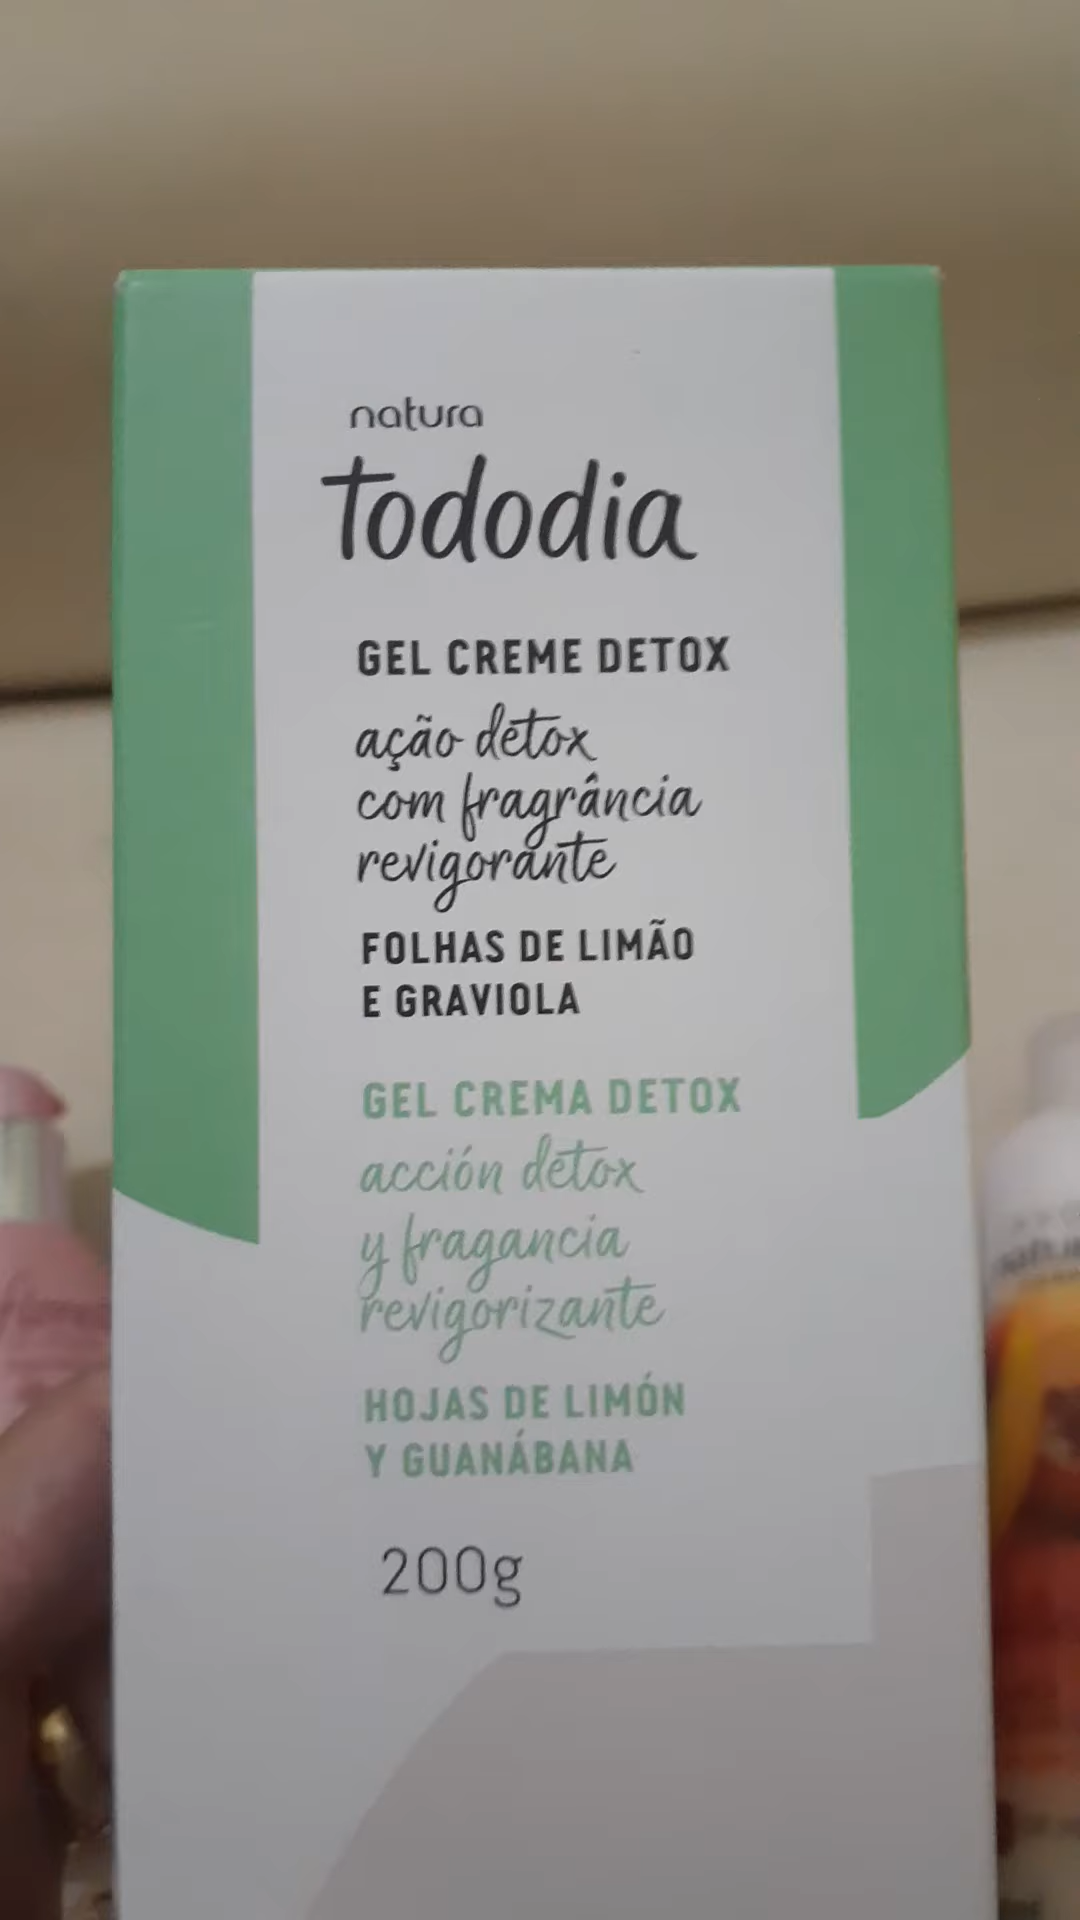 natura
tododia
GEL CREME DETOX
ação detox
com fragrância
revigorante
FOLHAS DE LIMÃO
E GRAVIOLA
GEL CREMA DETOX
acción detox
y fragancia
revigorizante
HOJAS DE LIMÓN
Y GUANÁBANA
200g